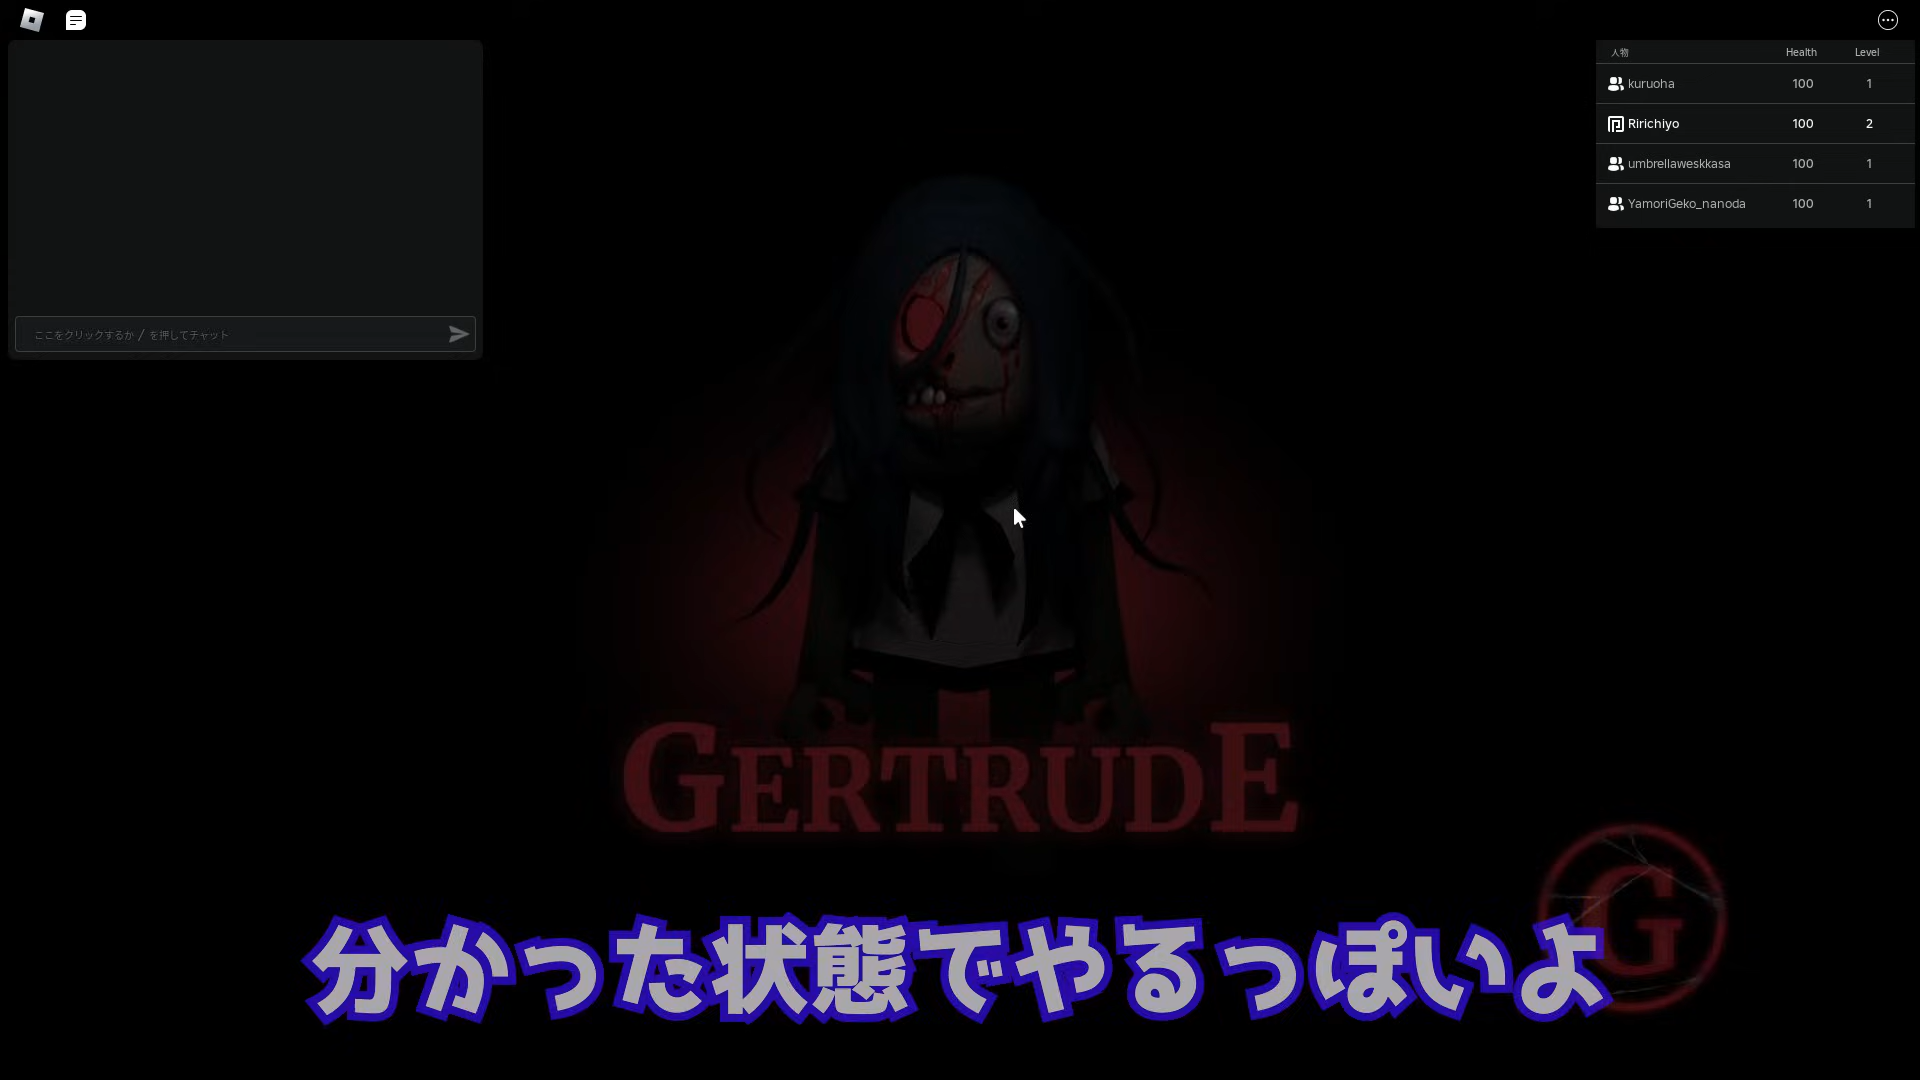 人物 Health Level
kuruoha 100 1
Ririchiyo 100 2
umbrellaweskkasa 100 1
YamoriGeko_nanoda 100 1
ここをクリックするか / を押してチャット
GERTRUDE
G
分かった状態でやるっぽいよ